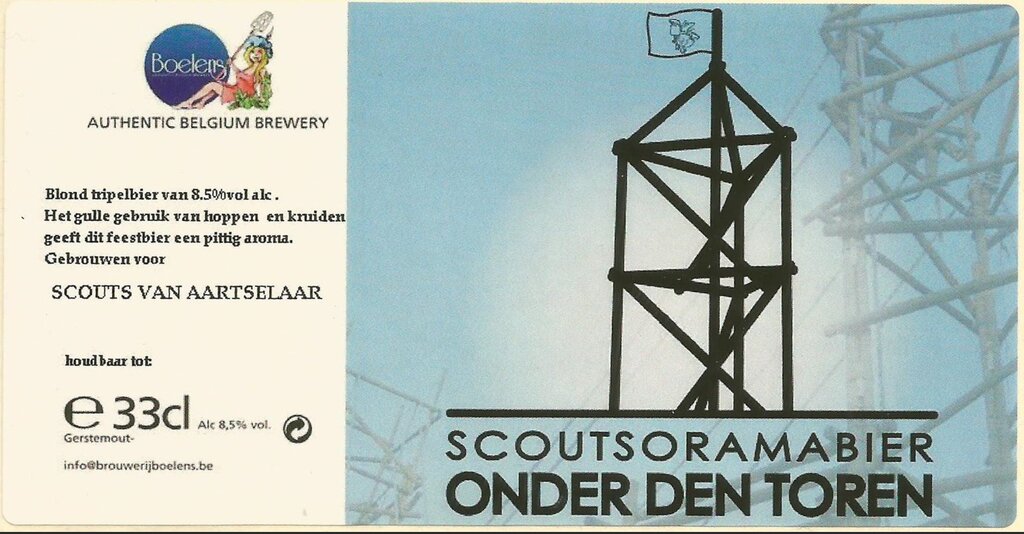 Boelens
AUTHENTIC BELGIUM BREWERY
Blond tripelbier van 8.5%vol alc .
Het gulle gebruik van hoppen en kruiden
geeft dit feestbier een pittig aroma.
Gebrouwen voor
SCOUTS VAN AARTSELAAR
houdbaar tot:
e 33cl Alc 8,5% vol.
Gerstemout-
info@brouwerijboelens.be
SCOUTSORAMABIER
ONDER DEN TOREN